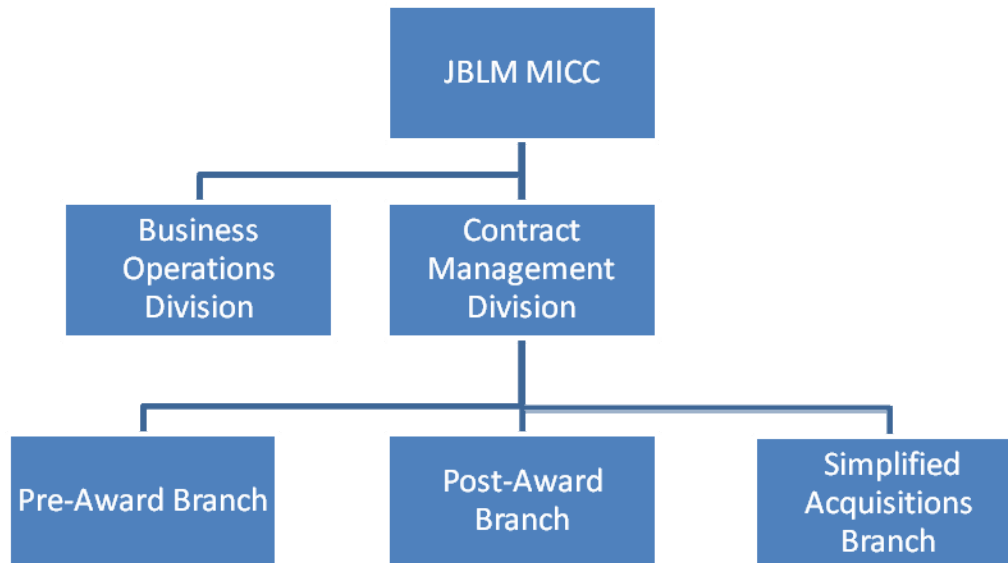 JBLM MICC
Business
Operations
Division
Contract
Management
Division
Pre-Award Branch
Post-Award
Branch
Simplified
Acquisitions
Branch